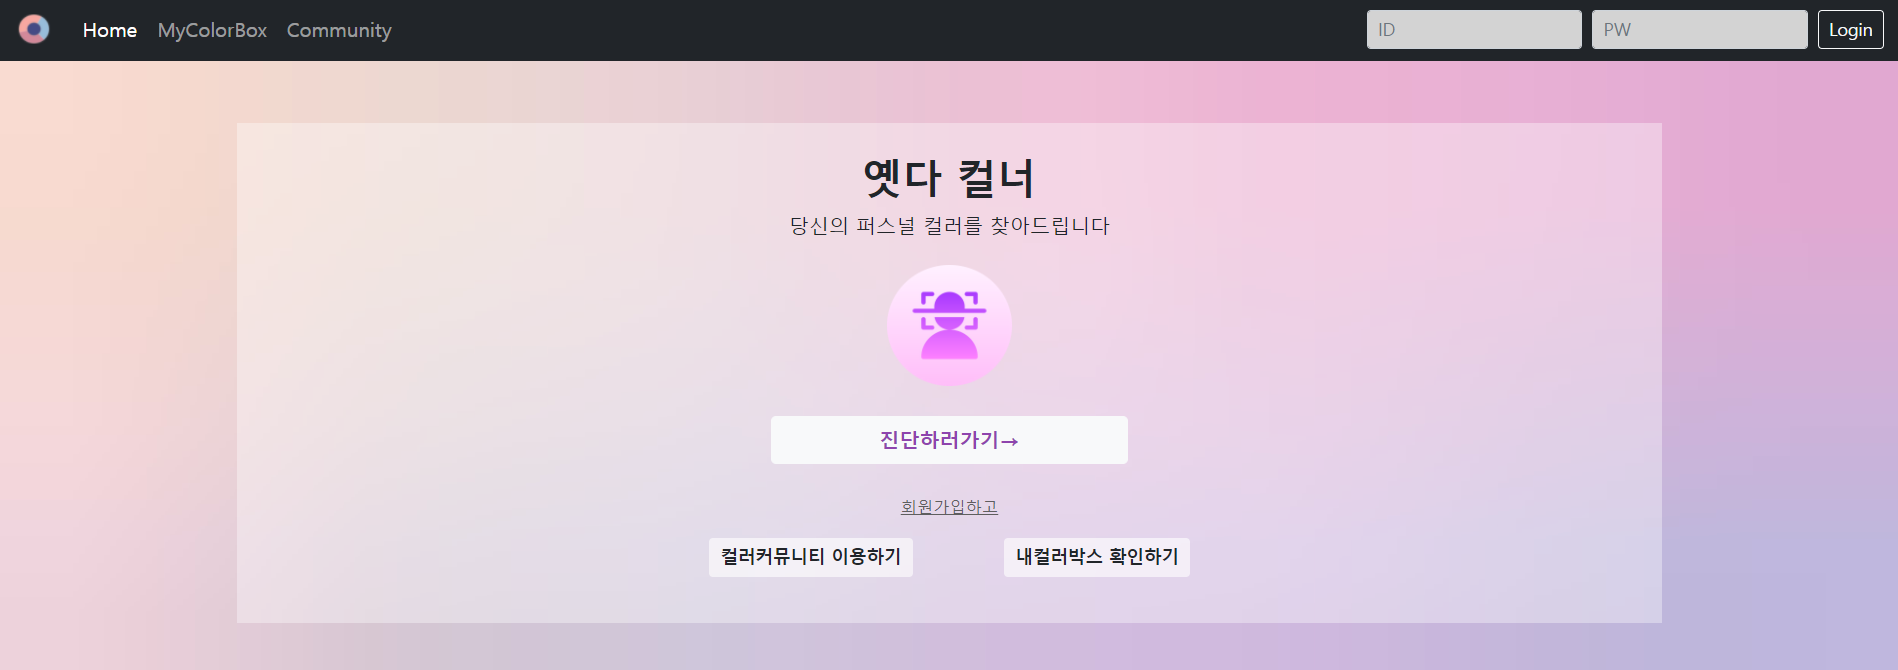 Home MyColorBox Community ID PW Login
옛다 컬너
당신의 퍼스널 컬러를 찾아드립니다
진단하러가기→
회원가입하고
컬러커뮤니티 이용하기 내컬러박스 확인하기